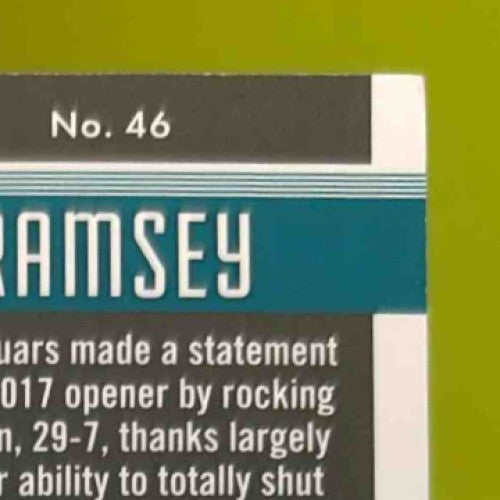 No. 46
RAMSEY
uars made a statement
017 opener by rocking
n, 29-7, thanks largely
r ability to totally shut